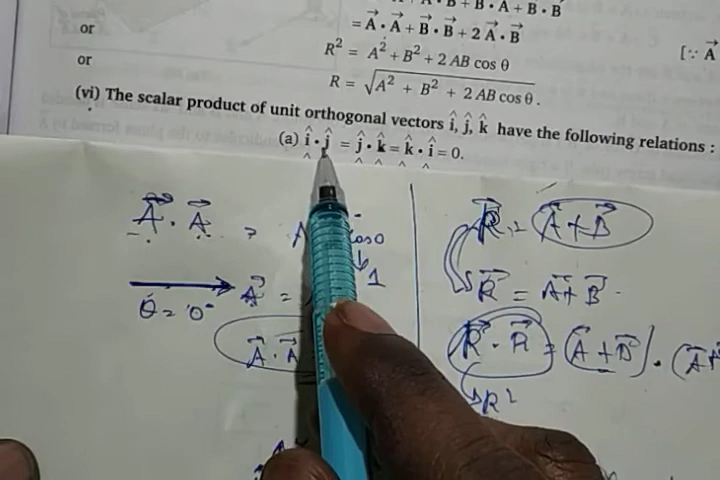 = A⃗ · A⃗ + B⃗ · B⃗ + 2 A⃗ · B⃗
or R² = A² + B² + 2 AB cos θ [∵ A⃗
or R = √(A² + B² + 2 AB cos θ).
(vi) The scalar product of unit orthogonal vectors î, ĵ, k̂ have the following relations :
(a) î · ĵ = ĵ · k̂ = k̂ · î = 0.
A⃗ · A⃗ = A cos0
1
θ = 0° A⃗ =
A⃗ · A
R⃗ = A⃗ + B⃗
R⃗ = A⃗ + B⃗
R⃗ · R⃗ = (A⃗ + B⃗) · (A⃗
R²